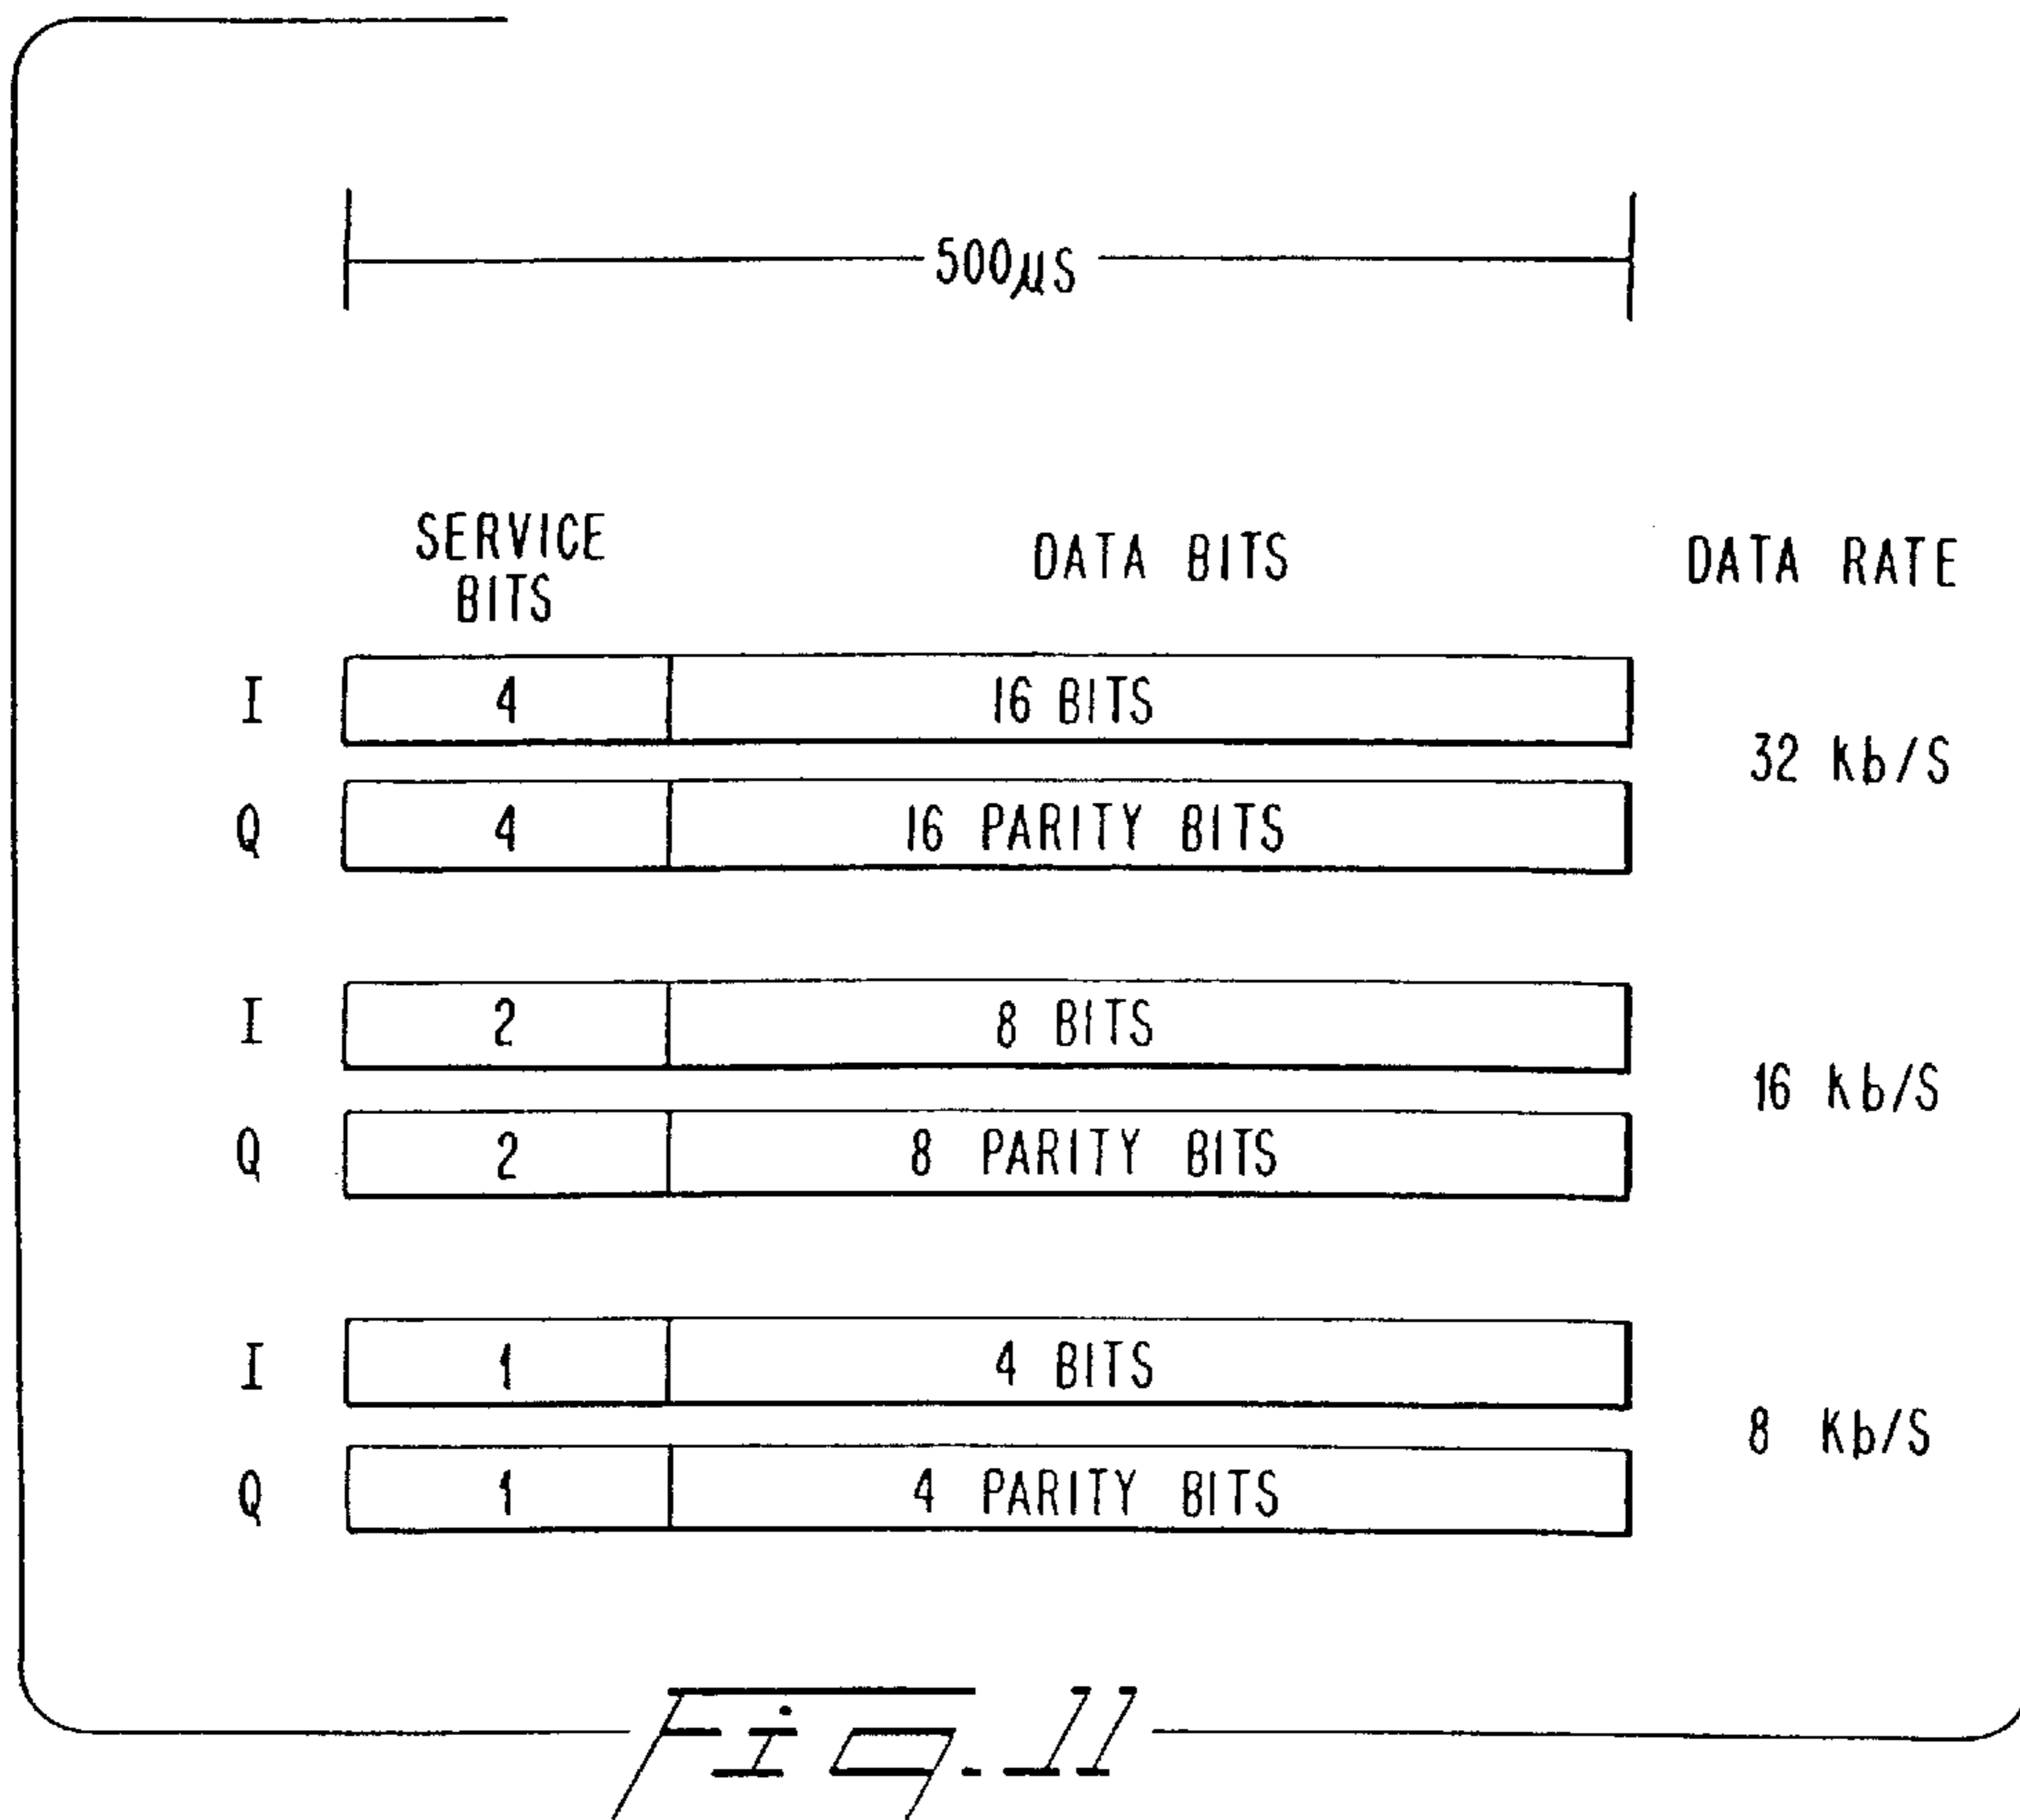 500µS
SERVICE BITS
DATA BITS
DATA RATE
I 4 16 BITS
32 Kb/S
Q 4 16 PARITY BITS
I 2 8 BITS
16 Kb/S
Q 2 8 PARITY BITS
I 1 4 BITS
8 Kb/S
Q 1 4 PARITY BITS
Fig. 11